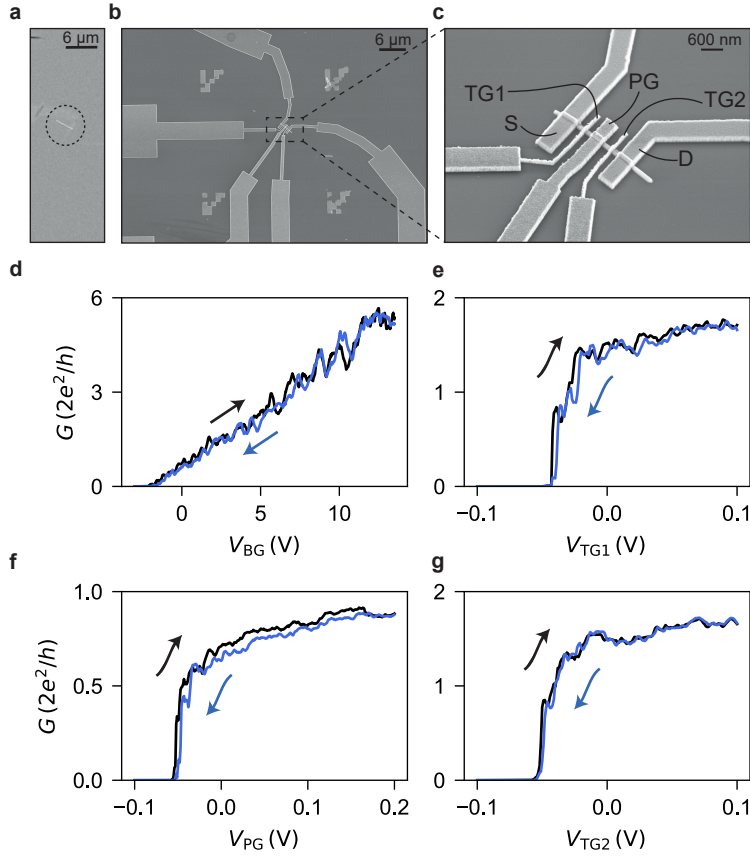 a
6 µm
b
6 µm
c
600 nm
TG1
PG
TG2
S
D
d
6
3
0
G (2e²/h)
0
5
10
V_BG (V)
e
2
1
0
−0.1
0.0
0.1
V_TG1 (V)
f
1.0
0.5
0.0
G (2e²/h)
−0.1
0.0
0.1
0.2
V_PG (V)
g
2
1
0
−0.1
0.0
0.1
V_TG2 (V)